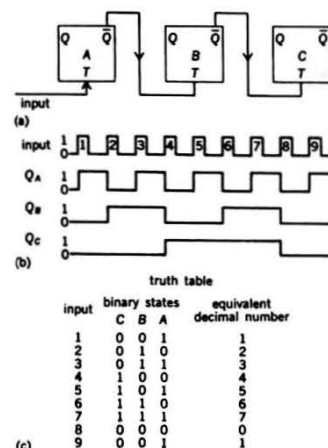 Q A Q̅ Q B Q̅ Q C Q̅
T T T
input
(a)
input 1 0 1 2 3 4 5 6 7 8 9
Q_A 1 0
Q_B 1 0
Q_C 1 0
(b)
truth table
input binary states equivalent
C B A decimal number
1 0 0 1 1
2 0 1 0 2
3 0 1 1 3
4 1 0 0 4
5 1 0 1 5
6 1 1 0 6
7 1 1 1 7
8 0 0 0 0
(c) 9 0 0 1 1